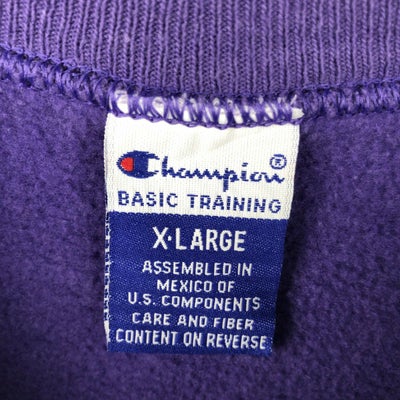 Champion®
BASIC TRAINING
X·LARGE
ASSEMBLED IN
MEXICO OF
U.S. COMPONENTS
CARE AND FIBER
CONTENT ON REVERSE